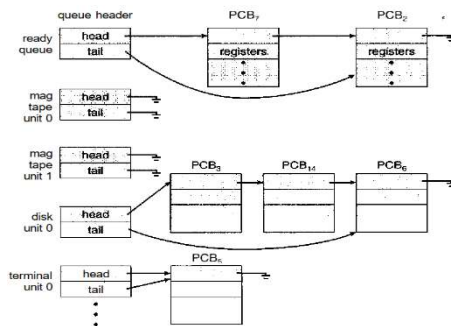 queue header
PCB7
PCB2
ready queue
head
tail
registers
registers
mag tape unit 0
head
tail
mag tape unit 1
head
tail
PCB3
PCB14
PCB6
disk unit 0
head
tail
PCB5
terminal unit 0
head
tail